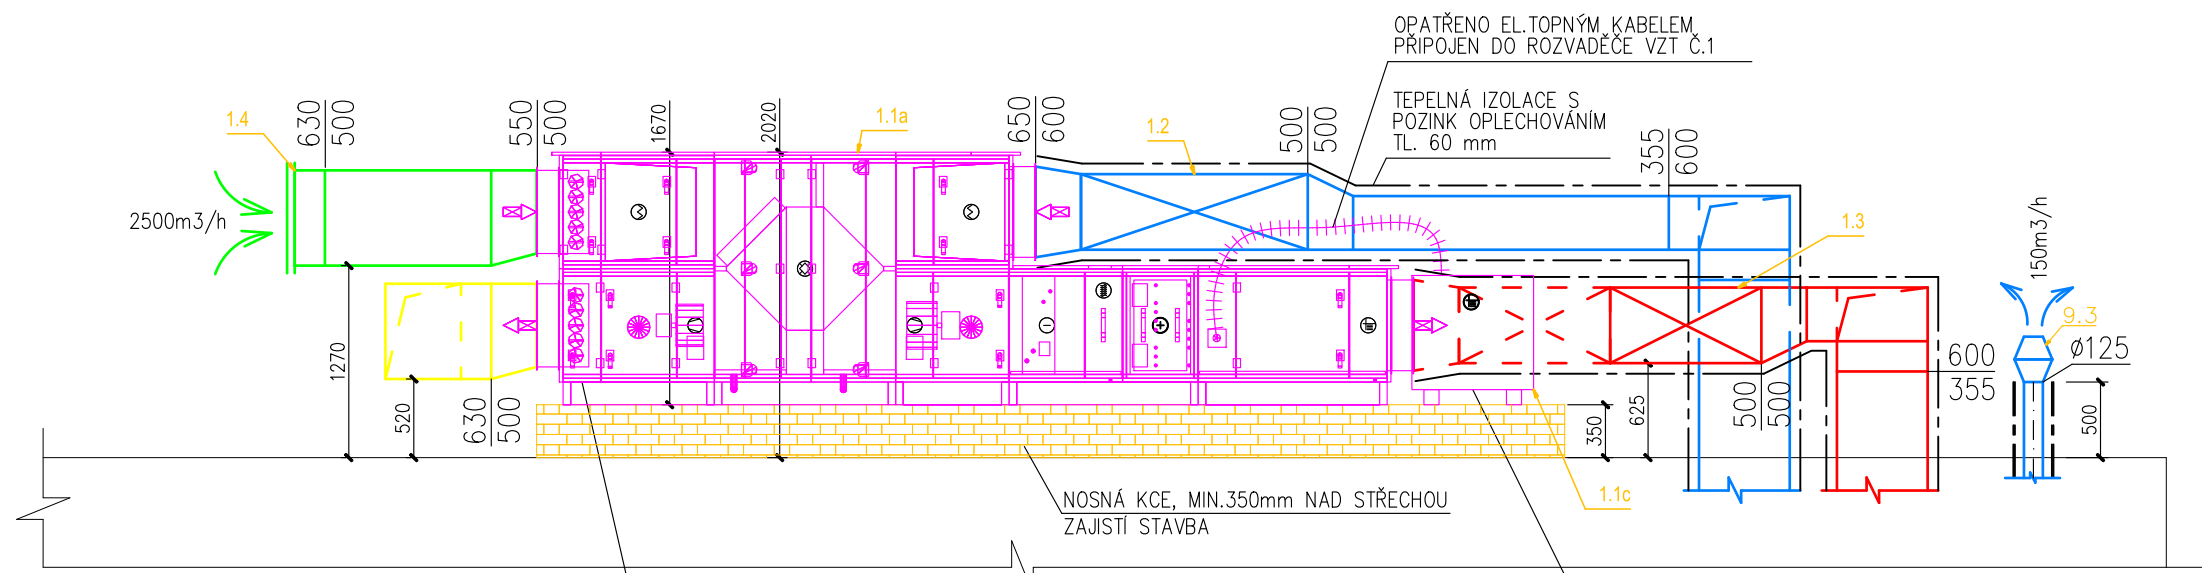 OPATŘENO EL.TOPNÝM KABELEM
PŘIPOJEN DO ROZVADĚČE VZT Č.1
TEPELNÁ IZOLACE S
POZINK OPLECHOVÁNÍM
TL. 60 mm
1.4
630
500
550
500
1670
2020
1.1a
650
600
1.2
500
500
355
600
1.3
2500m3/h
150m3/h
9.3
Ø125
1270
520
630
500
350
625
500
500
600
355
500
1.1c
NOSNÁ KCE, MIN.350mm NAD STŘECHOU
ZAJISTÍ STAVBA